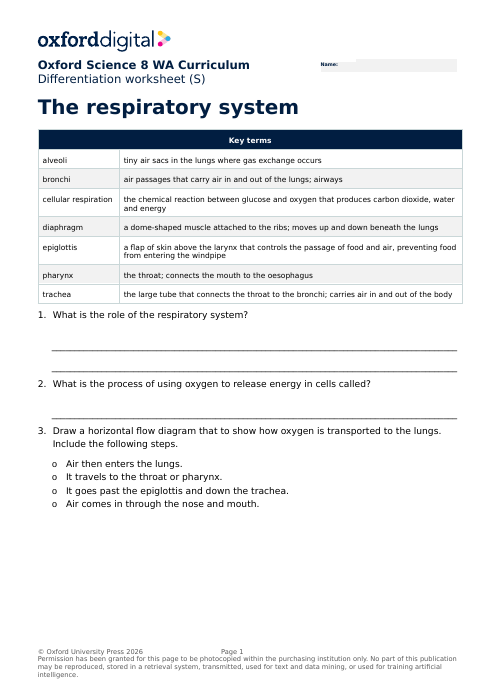 oxforddigital
Oxford Science 8 WA Curriculum
Name:
Differentiation worksheet (S)
The respiratory system
Key terms
alveoli tiny air sacs in the lungs where gas exchange occurs
bronchi air passages that carry air in and out of the lungs; airways
cellular respiration the chemical reaction between glucose and oxygen that produces carbon dioxide, water
and energy
diaphragm a dome-shaped muscle attached to the ribs; moves up and down beneath the lungs
epiglottis a flap of skin above the larynx that controls the passage of food and air, preventing food
from entering the windpipe
pharynx the throat; connects the mouth to the oesophagus
trachea the large tube that connects the throat to the bronchi; carries air in and out of the body
1. What is the role of the respiratory system?
2. What is the process of using oxygen to release energy in cells called?
3. Draw a horizontal flow diagram that to show how oxygen is transported to the lungs.
Include the following steps.
o Air then enters the lungs.
o It travels to the throat or pharynx.
o It goes past the epiglottis and down the trachea.
o Air comes in through the nose and mouth.
© Oxford University Press 2026 Page 1
Permission has been granted for this page to be photocopied within the purchasing institution only. No part of this publication
may be reproduced, stored in a retrieval system, transmitted, used for text and data mining, or used for training artificial
intelligence.